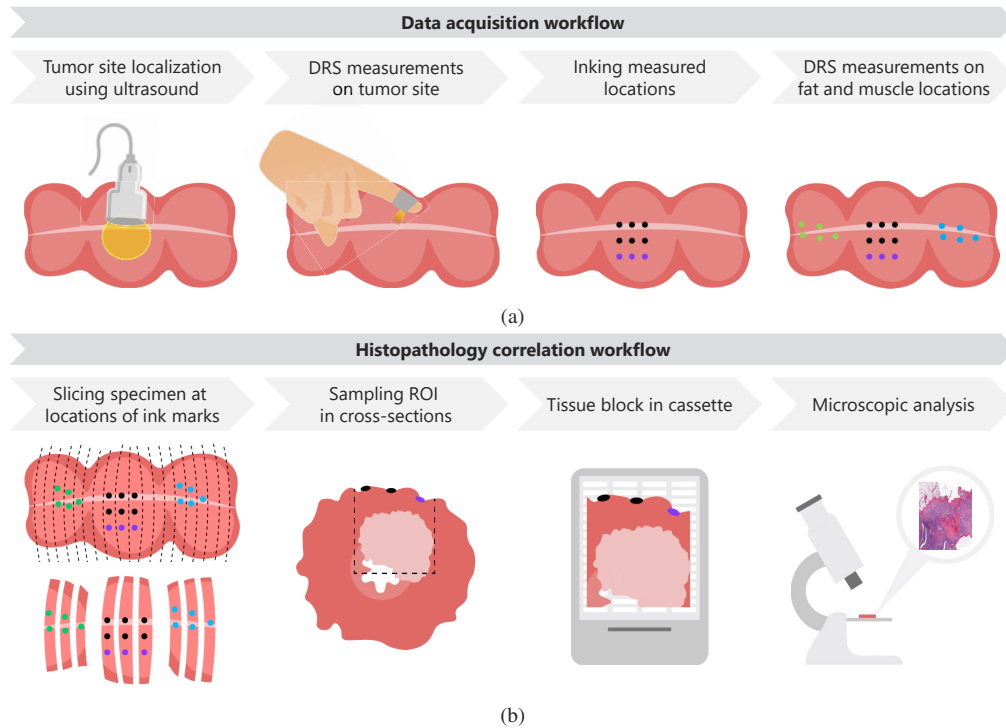 Data acquisition workflow
Tumor site localization
using ultrasound
DRS measurements
on tumor site
Inking measured
locations
DRS measurements on
fat and muscle locations
(a)
Histopathology correlation workflow
Slicing specimen at
locations of ink marks
Sampling ROI
in cross-sections
Tissue block in cassette
Microscopic analysis
(b)